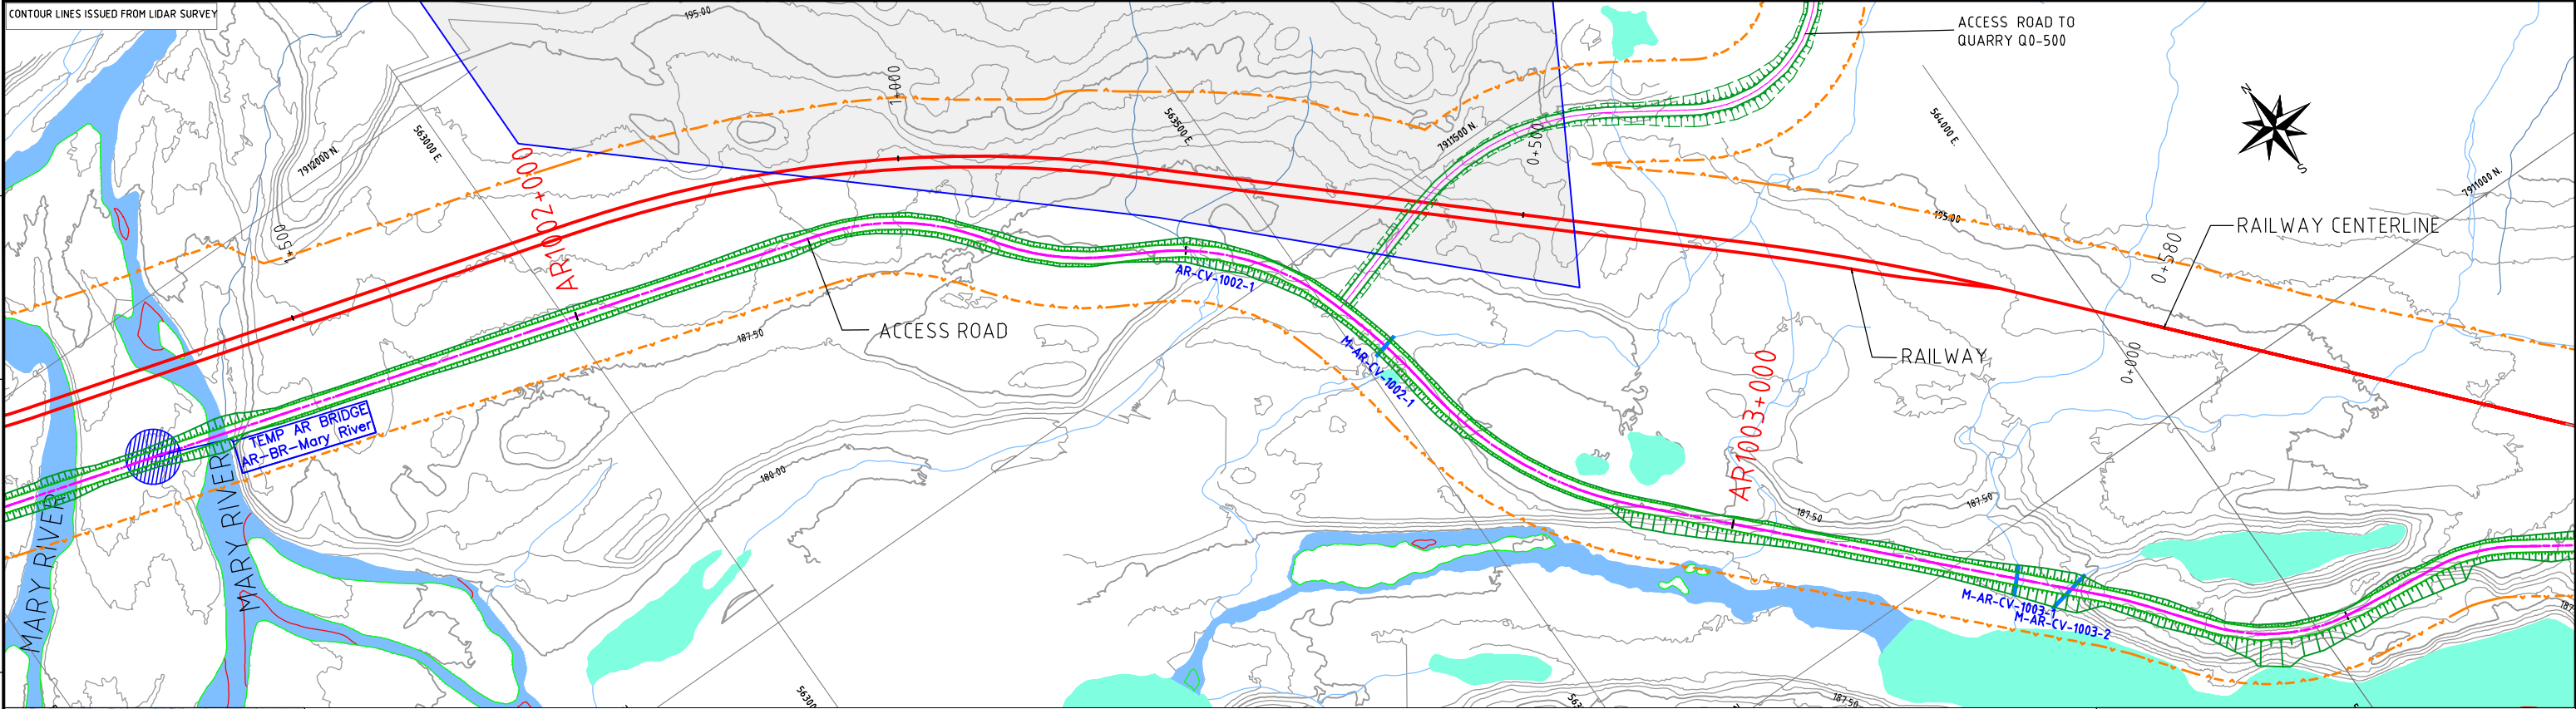 CONTOUR LINES ISSUED FROM LIDAR SURVEY
195.00
ACCESS ROAD TO
QUARRY Q0-500
1+000
7912000 N.
563000 E.
563500 E.
7911500 N.
0+500
564000 E.
N
S
7911000 N.
1+500
AR1002+000
195.00
RAILWAY CENTERLINE
0+580
AR-CV-1002-1
187.50
ACCESS ROAD
M-AR-CV-1002-1
RAILWAY
0+000
AR1003+000
TEMP AR BRIDGE
AR-BR-Mary River
180.00
187.50
187.50
MARY RIVER
MARY RIVER
M-AR-CV-1003-1
M-AR-CV-1003-2
187.50